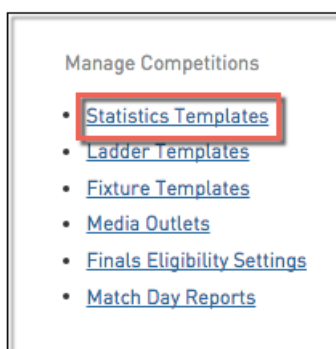 Manage Competitions
• Statistics Templates
• Ladder Templates
• Fixture Templates
• Media Outlets
• Finals Eligibility Settings
• Match Day Reports